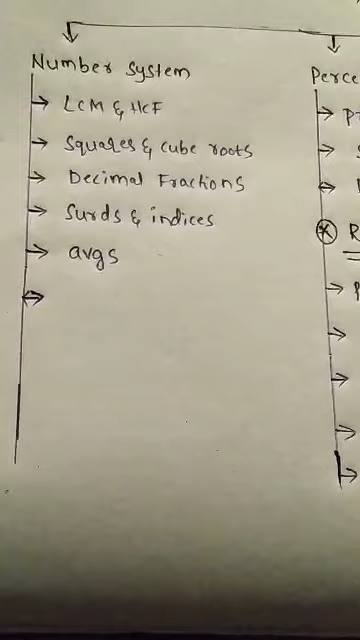 Number system
LCM & HCF
Squares & cube roots
Decimal Fractions
Surds & indices
avgs
Perce
P
R
P